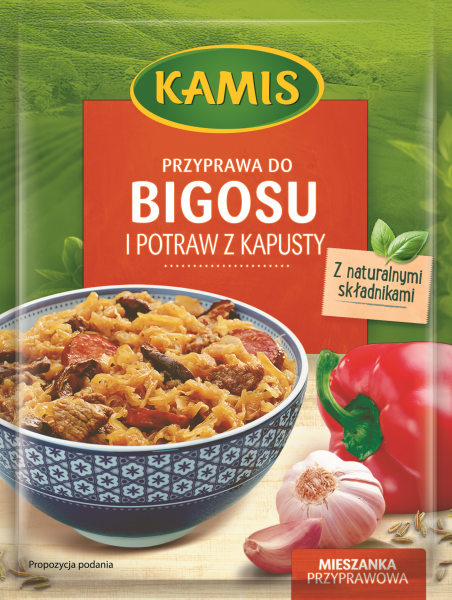 KAMIS
PRZYPRAWA DO
BIGOSU
I POTRAW Z KAPUSTY
Z naturalnymi
składnikami
Propozycja podania
MIESZANKA
PRZYPRAWOWA